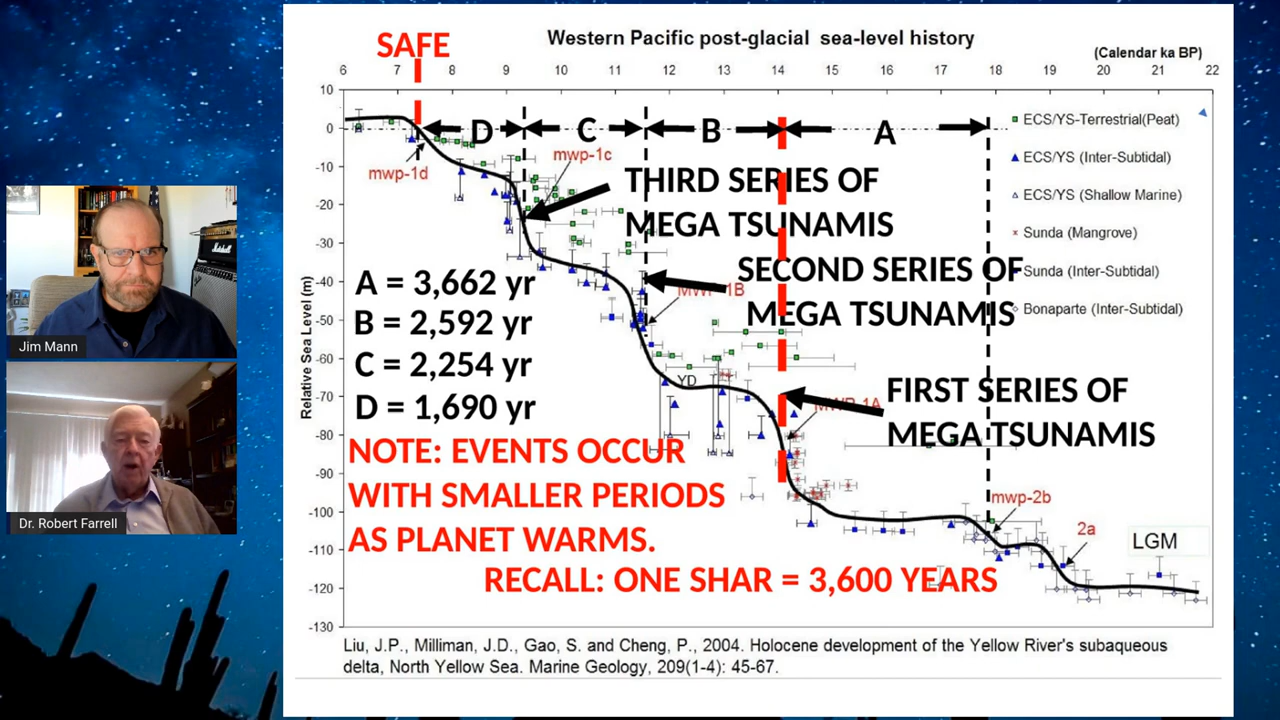 SAFE
Western Pacific post-glacial sea-level history
(Calendar ka BP)
6 7 8 9 10 11 12 13 14 15 16 17 18 19 20 21 22
10
0
-10
-20
-30
-40
-50
-60
-70
-80
-90
-100
-110
-120
-130
Relative Sea Level (m)
D C B A
mwp-1d
mwp-1c
THIRD SERIES OF
MEGA TSUNAMIS
SECOND SERIES OF
MEGA TSUNAMIS
MWP-1B
FIRST SERIES OF
MEGA TSUNAMIS
MWP-1A
YD
mwp-2b
2a
LGM
ECS/YS-Terrestrial(Peat)
ECS/YS (Inter-Subtidal)
ECS/YS (Shallow Marine)
Sunda (Mangrove)
Sunda (Inter-Subtidal)
Bonaparte (Inter-Subtidal)
A = 3,662 yr
B = 2,592 yr
C = 2,254 yr
D = 1,690 yr
NOTE: EVENTS OCCUR
WITH SMALLER PERIODS
AS PLANET WARMS.
RECALL: ONE SHAR = 3,600 YEARS
Liu, J.P., Milliman, J.D., Gao, S. and Cheng, P., 2004. Holocene development of the Yellow River's subaqueous
delta, North Yellow Sea. Marine Geology, 209(1-4): 45-67.
Marshall
Jim Mann
Dr. Robert Farrell